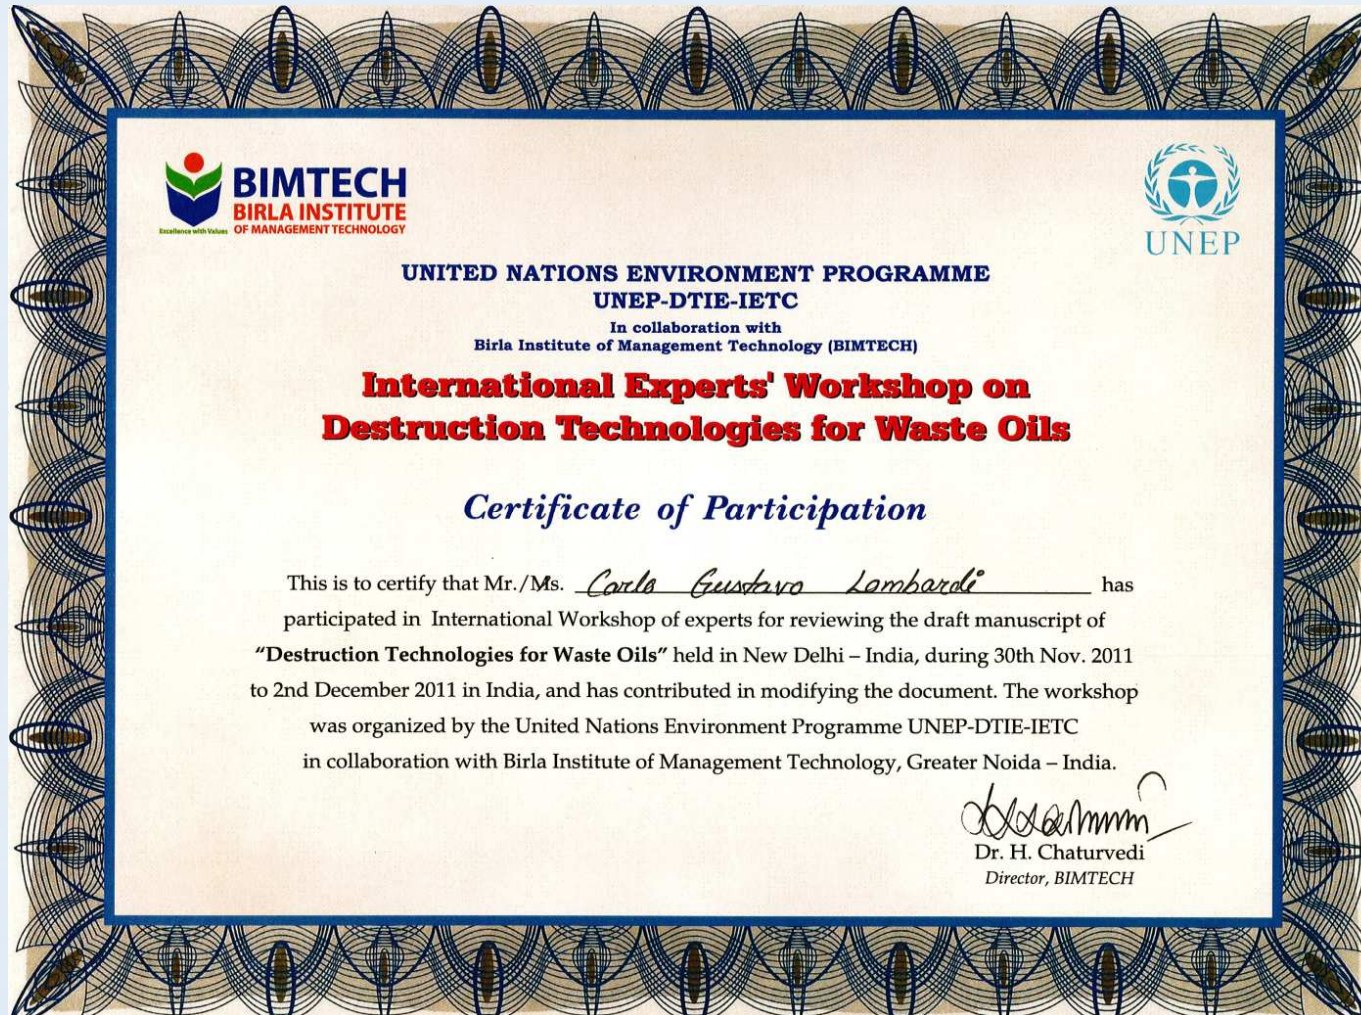 BIMTECH
BIRLA INSTITUTE
OF MANAGEMENT TECHNOLOGY
Excellence with Values
UNEP
UNITED NATIONS ENVIRONMENT PROGRAMME
UNEP-DTIE-IETC
In collaboration with
Birla Institute of Management Technology (BIMTECH)
International Experts' Workshop on
Destruction Technologies for Waste Oils
Certificate of Participation
This is to certify that Mr./Ms. Carlo Gustavo Lombardi has
participated in International Workshop of experts for reviewing the draft manuscript of
"Destruction Technologies for Waste Oils" held in New Delhi – India, during 30th Nov. 2011
to 2nd December 2011 in India, and has contributed in modifying the document. The workshop
was organized by the United Nations Environment Programme UNEP-DTIE-IETC
in collaboration with Birla Institute of Management Technology, Greater Noida – India.
Dr. H. Chaturvedi
Director, BIMTECH